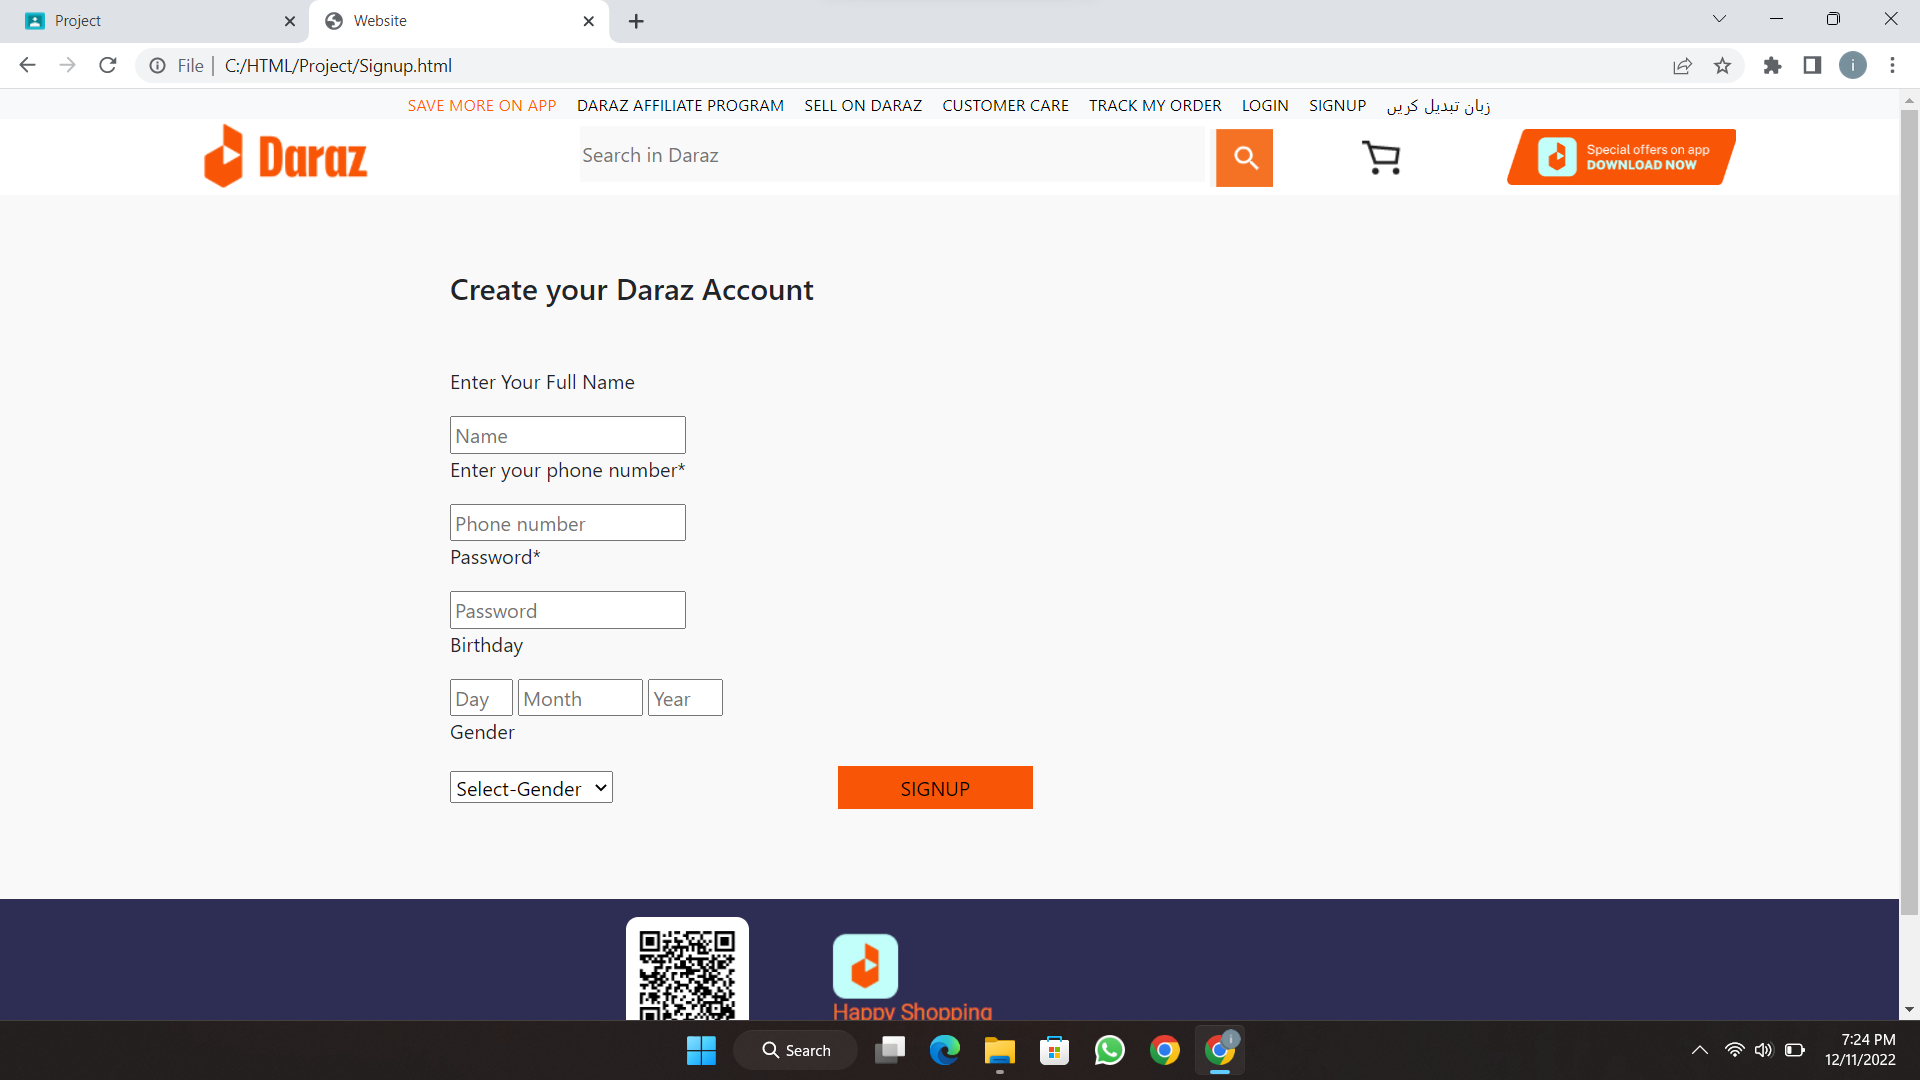 Project
Website
File | C:/HTML/Project/Signup.html
i
SAVE MORE ON APP DARAZ AFFILIATE PROGRAM SELL ON DARAZ CUSTOMER CARE TRACK MY ORDER LOGIN SIGNUP زبان تبدیل کریں
Daraz
Search in Daraz
Special offers on app
DOWNLOAD NOW
Create your Daraz Account
Enter Your Full Name
Name
Enter your phone number*
Phone number
Password*
Password
Birthday
Day Month Year
Gender
Select-Gender
SIGNUP
Happy Shopping
Search
7:24 PM
12/11/2022